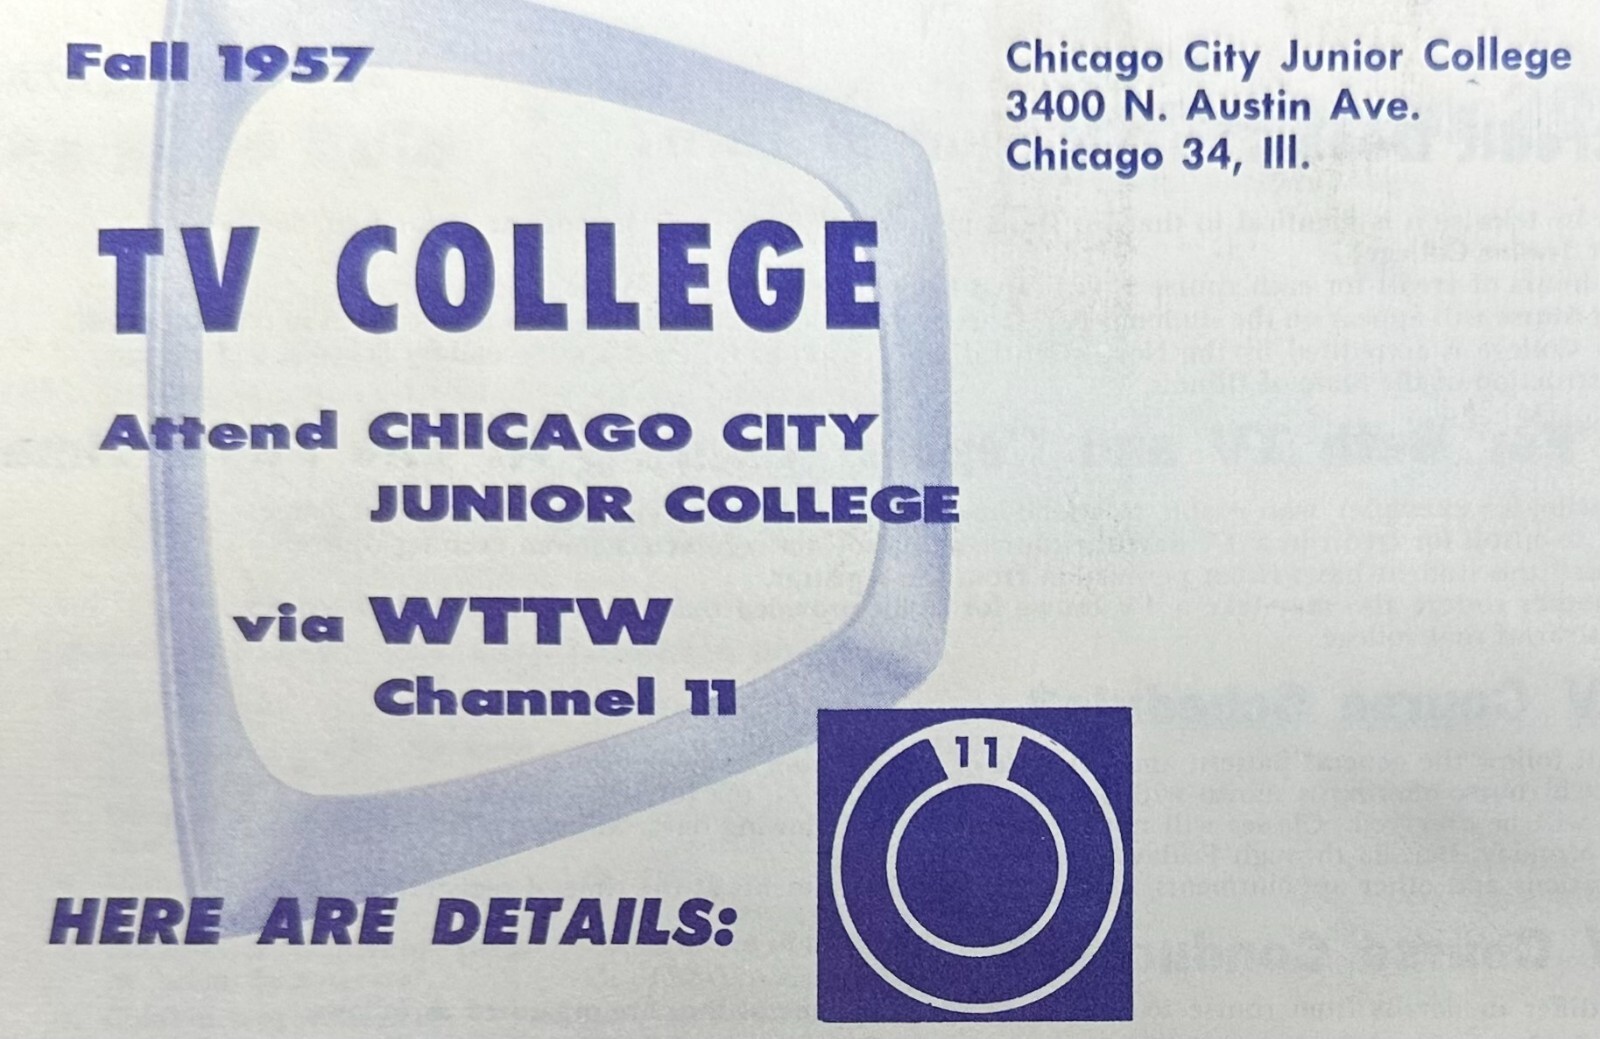 Fall 1957
Chicago City Junior College
3400 N. Austin Ave.
Chicago 34, Ill.
TV COLLEGE
Attend CHICAGO CITY
JUNIOR COLLEGE
via WTTW
Channel 11
11
HERE ARE DETAILS: